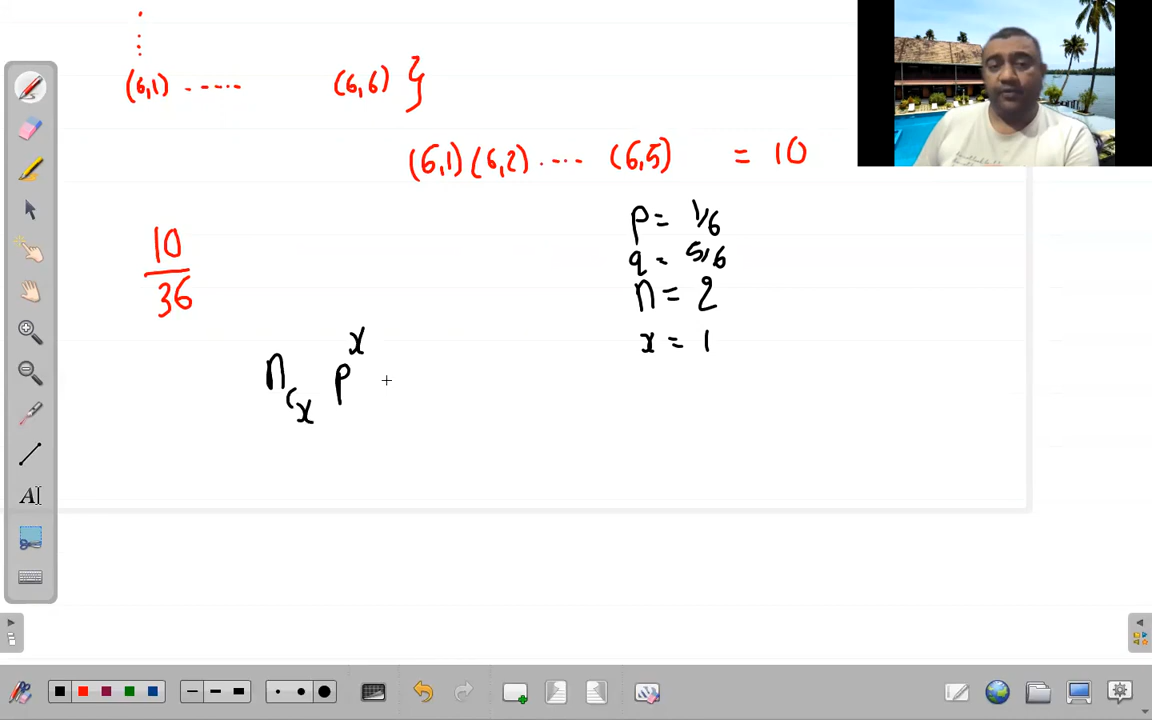 ⋮
(6,1) ..... (6,6) }
(6,1) (6,2) .... (6,5) = 10
p = 1/6
10/36
q = 5/6
n = 2
x = 1
nCx p^x
A